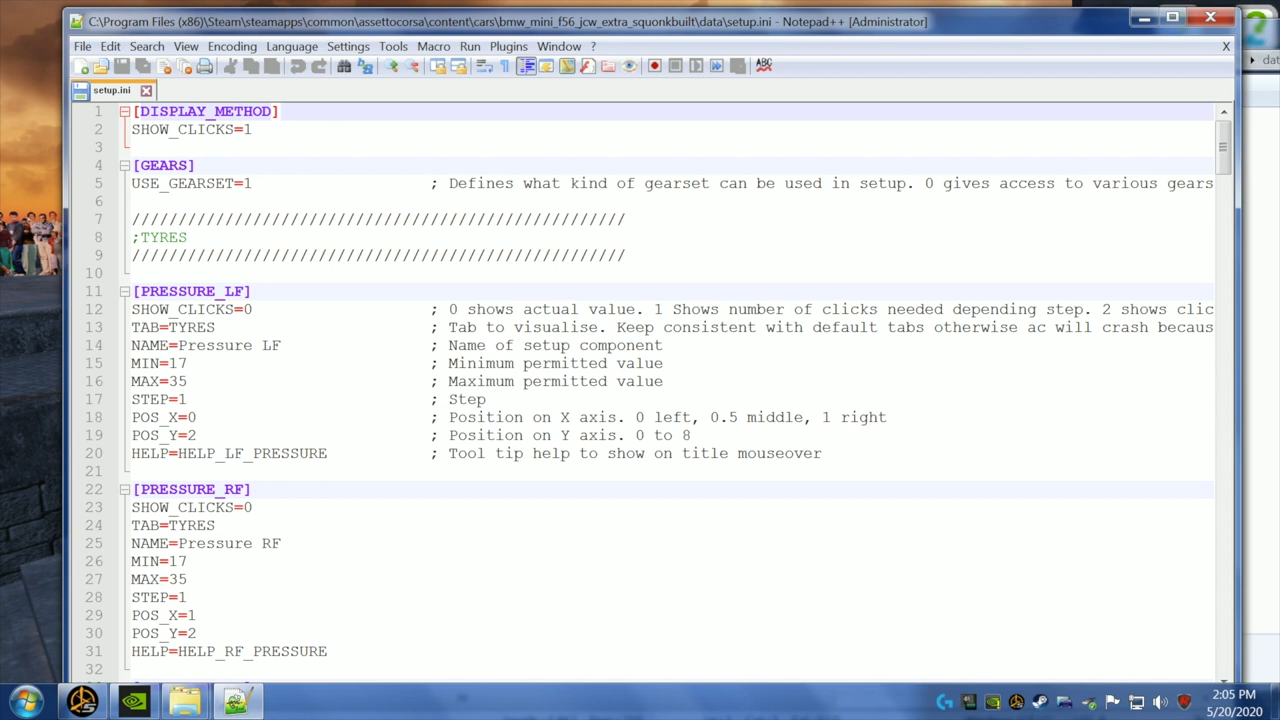 C:\Program Files (x86)\Steam\steamapps\common\assettocorsa\content\cars\bmw_mini_f56_jcw_extra_squonkbuilt\data\setup.ini - Notepad++ [Administrator]
File Edit Search View Encoding Language Settings Tools Macro Run Plugins Window ? X
dat
ABC
setup.ini
1 [DISPLAY_METHOD]
2 SHOW_CLICKS=1
3
4 [GEARS]
5 USE_GEARSET=1 ; Defines what kind of gearset can be used in setup. 0 gives access to various gears
6
7 //////////////////////////////////////////////////////
8 ;TYRES
9 //////////////////////////////////////////////////////
10
11 [PRESSURE_LF]
12 SHOW_CLICKS=0 ; 0 shows actual value. 1 Shows number of clicks needed depending step. 2 shows clic
13 TAB=TYRES ; Tab to visualise. Keep consistent with default tabs otherwise ac will crash becaus
14 NAME=Pressure LF ; Name of setup component
15 MIN=17 ; Minimum permitted value
16 MAX=35 ; Maximum permitted value
17 STEP=1 ; Step
18 POS_X=0 ; Position on X axis. 0 left, 0.5 middle, 1 right
19 POS_Y=2 ; Position on Y axis. 0 to 8
20 HELP=HELP_LF_PRESSURE ; Tool tip help to show on title mouseover
21
22 [PRESSURE_RF]
23 SHOW_CLICKS=0
24 TAB=TYRES
25 NAME=Pressure RF
26 MIN=17
27 MAX=35
28 STEP=1
29 POS_X=1
30 POS_Y=2
31 HELP=HELP_RF_PRESSURE
32
2:05 PM
5/20/2020